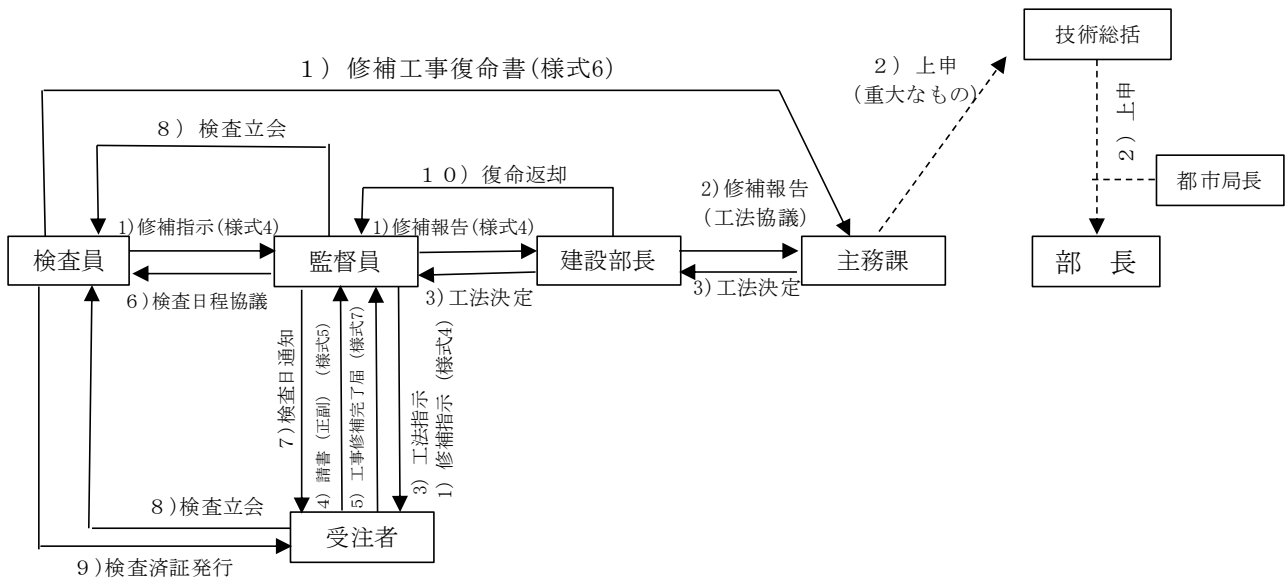 技術総括
1) 修補工事復命書(様式6)
2) 上申
(重大なもの)
2) 上申
8) 検査立会
10) 復命返却
都市局長
2)修補報告
(工法協議)
1)修補指示(様式4)
1)修補報告(様式4)
検査員
監督員
建設部長
主務課
部 長
6)検査日程協議
3)工法決定
3)工法決定
7)検査日通知
4) 請書 (正副) (様式5)
5) 工事修補完了届 (様式7)
3) 工法指示
1) 修補指示 (様式4)
8)検査立会
受注者
9)検査済証発行